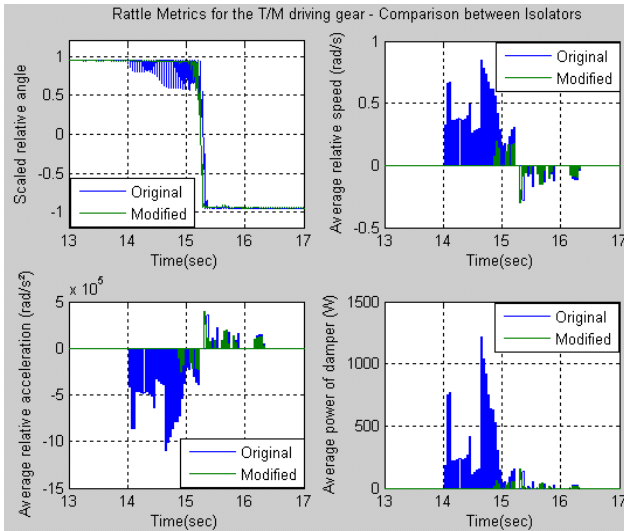 Rattle Metrics for the T/M driving gear - Comparison between Isolators
Scaled relative angle
1
0.5
0
-0.5
-1
Original
Modified
13 14 15 16 17
Time(sec)
Average relative speed (rad/s)
1
0.5
0
-0.5
Original
Modified
13 14 15 16 17
Time(sec)
Average relative acceleration (rad/s²)
x 10⁵
5
0
-5
-10
-15
Original
Modified
13 14 15 16 17
Time(sec)
Average power of damper (W)
1500
1000
500
0
Original
Modified
13 14 15 16 17
Time(sec)